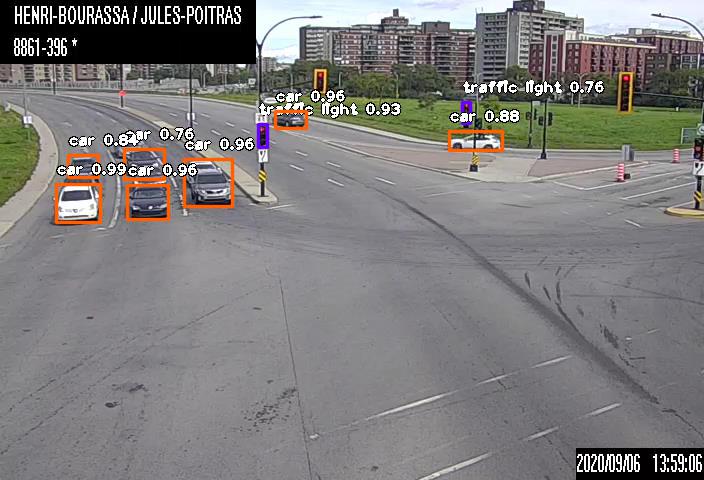 HENRI-BOURASSA / JULES-POITRAS
8861-396 *
traffic light 0.76
car 0.96
traffic light 0.93
car 0.88
car 0.84
car 0.76
car 0.96
car 0.99
car 0.96
2020/09/06 13:59:06